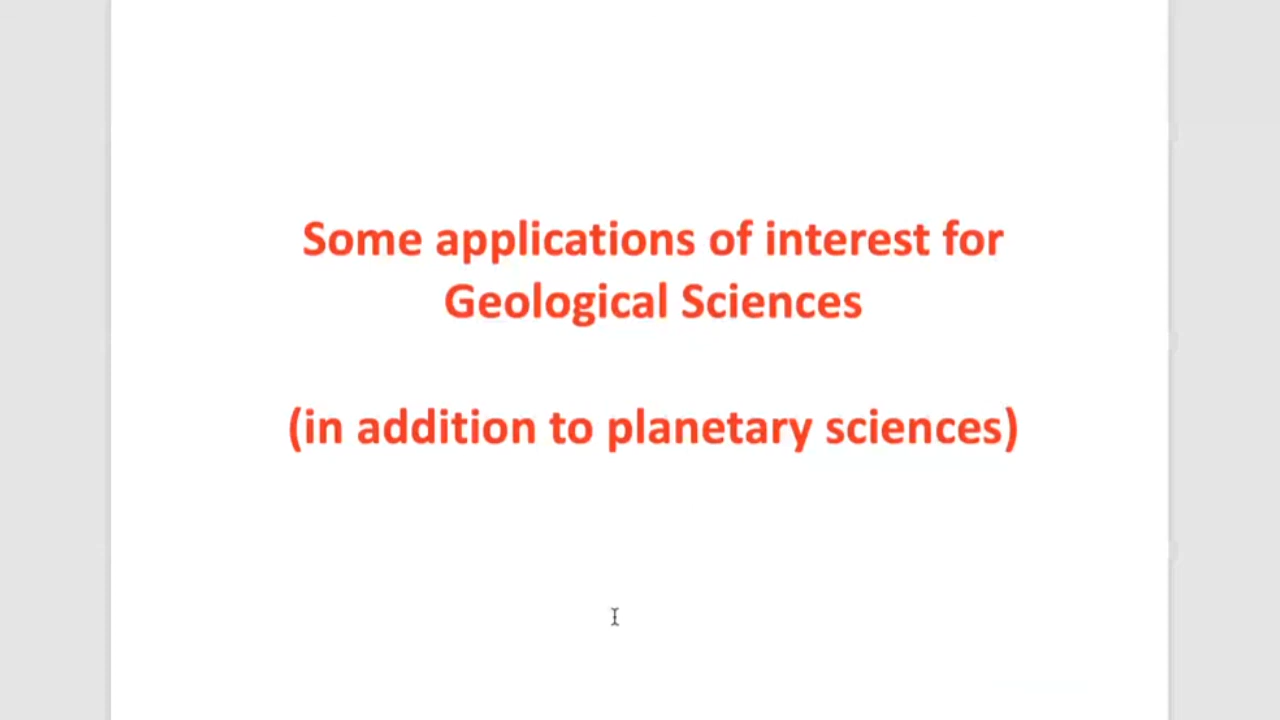 Some applications of interest for
Geological Sciences
(in addition to planetary sciences)